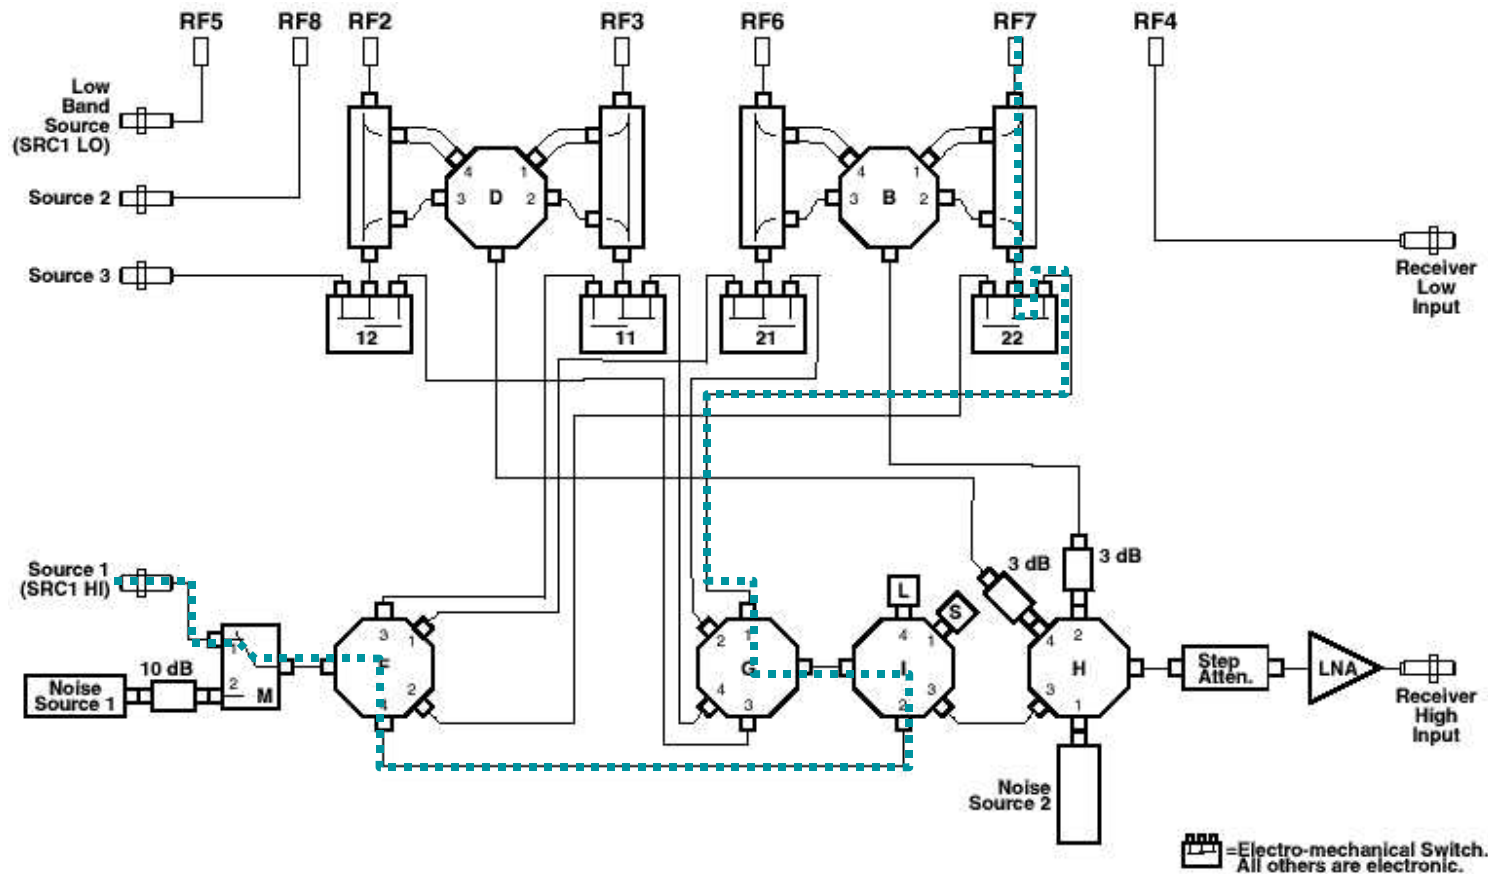 RF5 RF8 RF2 RF3 RF6 RF7 RF4
Low
Band
Source
(SRC1 LO)
4 1
4 1
Source 2
3 D 2
3 B 2
Source 3
Receiver
Low
Input
12 11 21 22
Source 1
(SRC1 HI)
3 dB
3 dB
L
S
3 1
2 1
4 1
4 2
1
10 dB
F
G
I
H
Step
Atten.
LNA
Noise
Source 1
2
M
2
4
4
3
3
2
3
1
Receiver
High
Input
Noise
Source 2
=Electro-mechanical Switch.
All others are electronic.